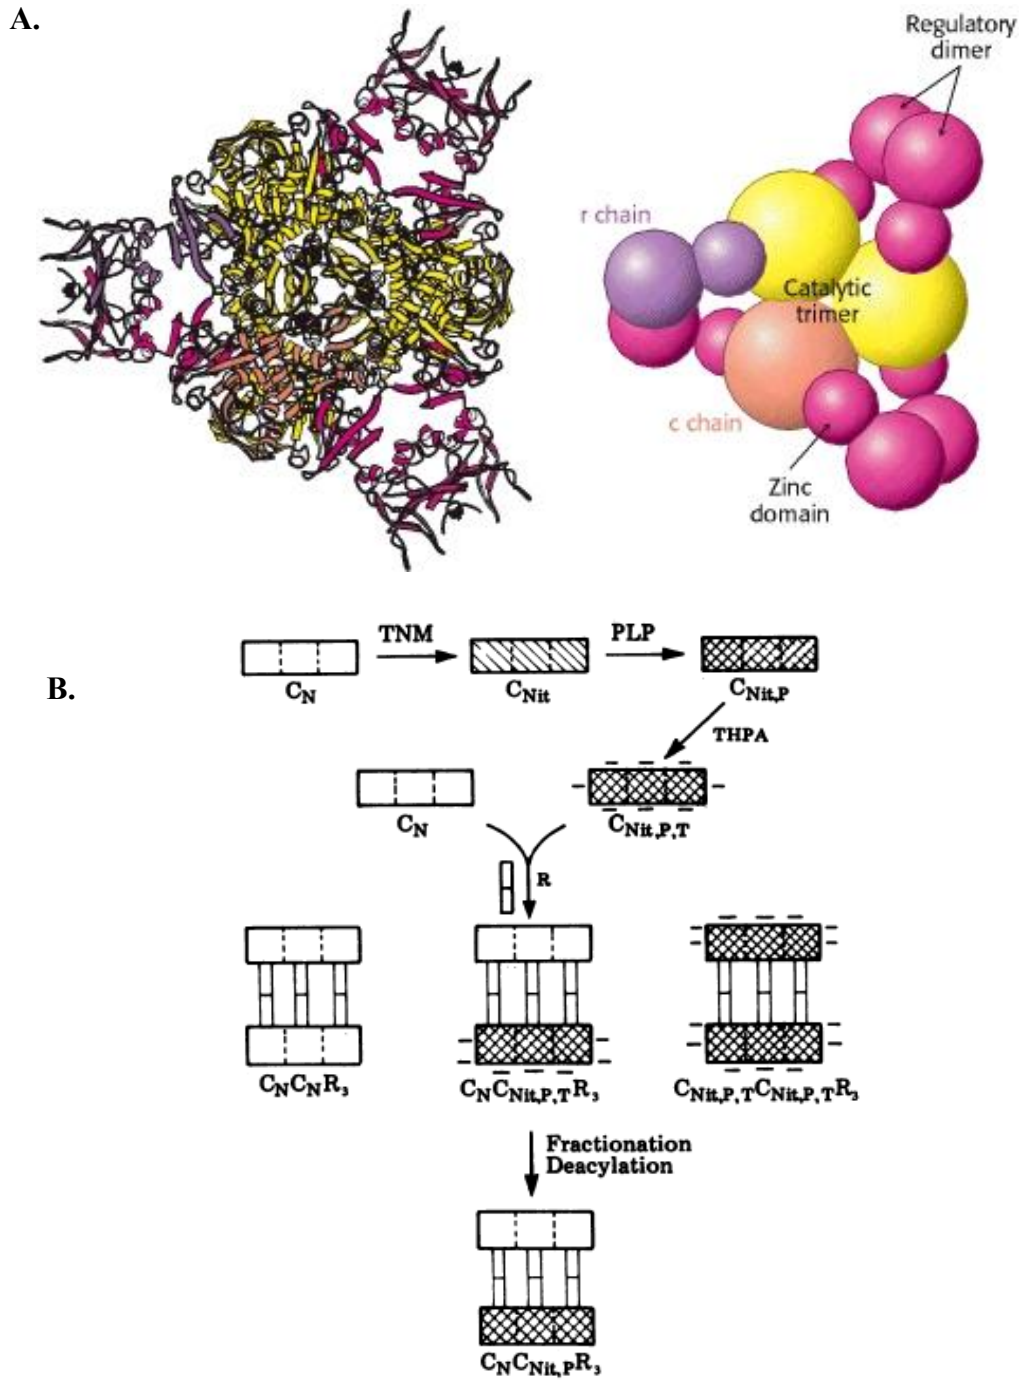 A.
Regulatory
dimer
r chain
Catalytic
trimer
c chain
Zinc
domain
B.
TNM
PLP
C_N
C_Nit
C_Nit,P
THPA
C_N
C_Nit,P,T
R
C_NC_NR_3
C_NC_Nit,P,TR_3
C_Nit,P,TC_Nit,P,TR_3
Fractionation
Deacylation
C_NC_Nit,PR_3